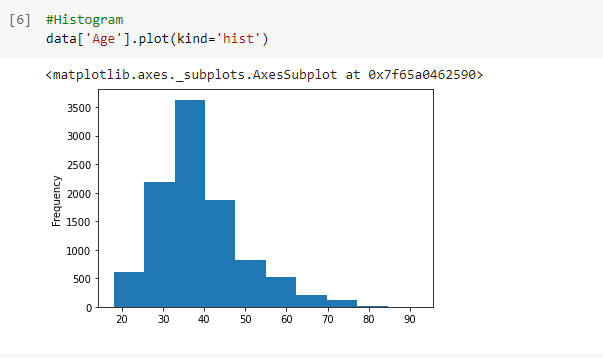 [6] #Histogram
data['Age'].plot(kind='hist')
<matplotlib.axes._subplots.AxesSubplot at 0x7f65a0462590>
3500
3000
2500
2000
1500
1000
500
0
Frequency
20 30 40 50 60 70 80 90